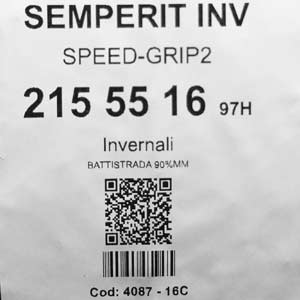 SEMPERIT INV
SPEED-GRIP2
215 55 16 97H
Invernali
BATTISTRADA 90%MM
Cod: 4087 - 16C